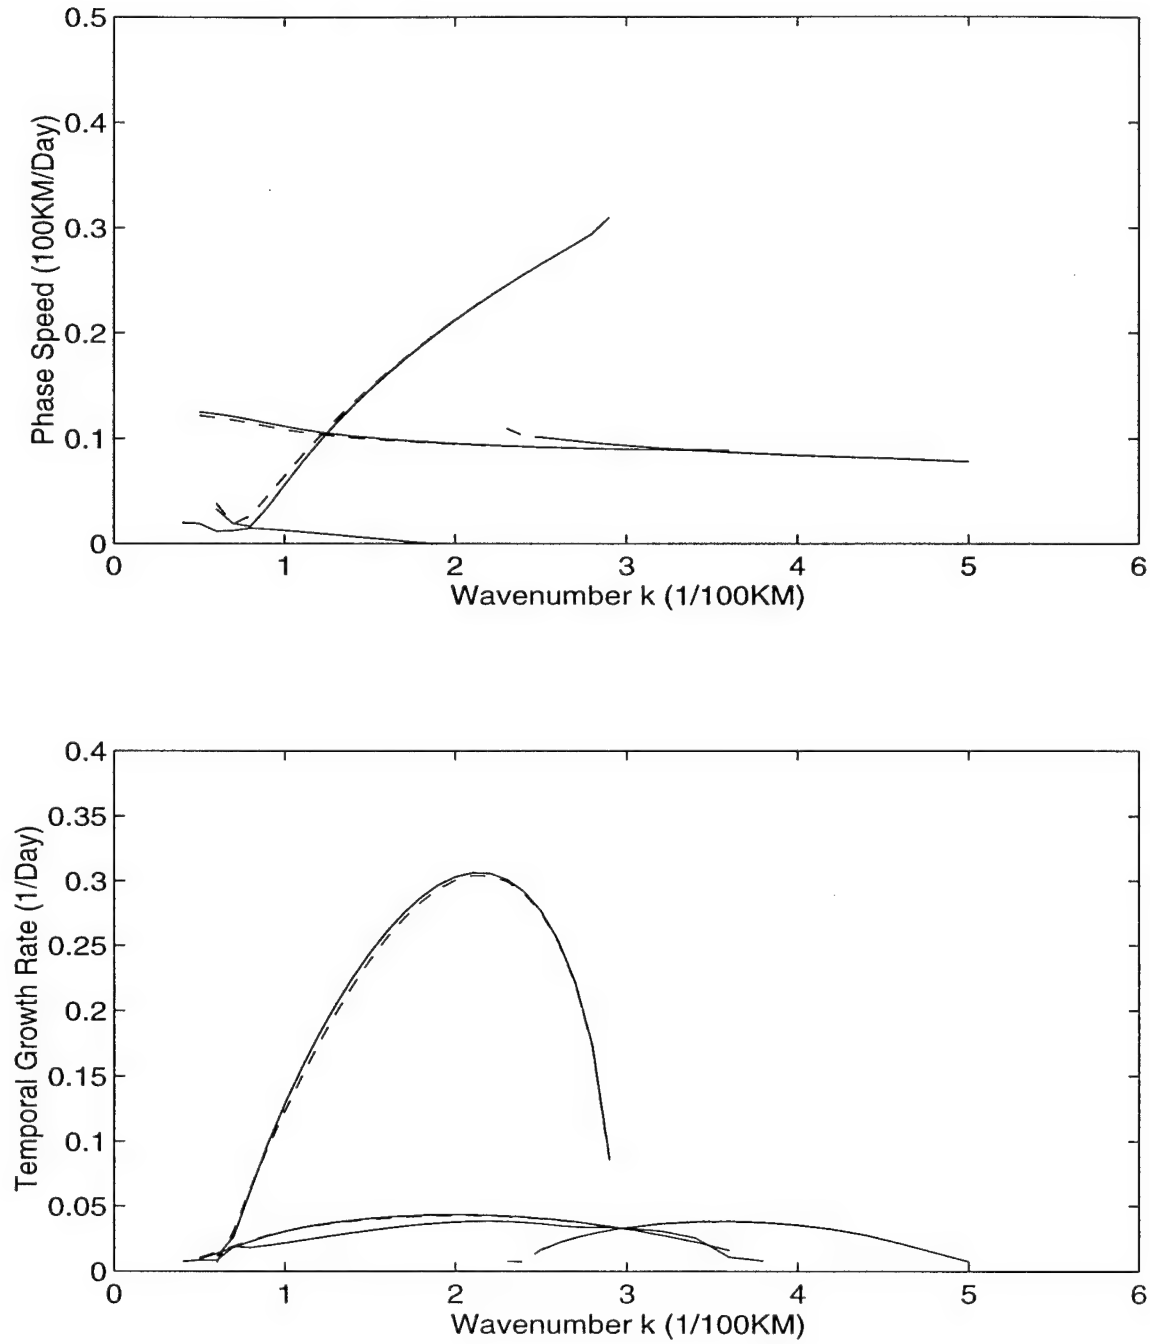 0.5
0.4
0.3
0.2
0.1
0
Phase Speed (100KM/Day)
0 1 2 3 4 5 6
Wavenumber k (1/100KM)
0.4
0.35
0.3
0.25
0.2
0.15
0.1
0.05
0
Temporal Growth Rate (1/Day)
0 1 2 3 4 5 6
Wavenumber k (1/100KM)